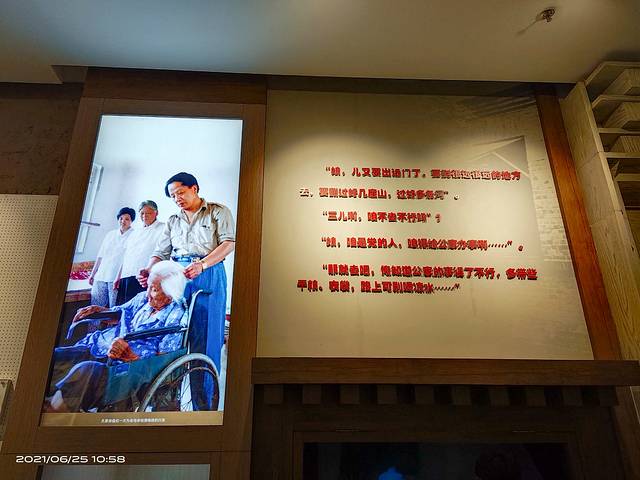 “娘，儿又要出远门了。要到很远很远的地方
去，要翻过好几座山，过好多条河”。
“三儿啊，咱不去不行吗”？
“娘，咱是党的人，咱得给公家办事啊……”。
“那就去吧，俺知道公家的事误了不行，多带些
干粮、衣裳，路上可别喝凉水……”
2021/06/25 10:58